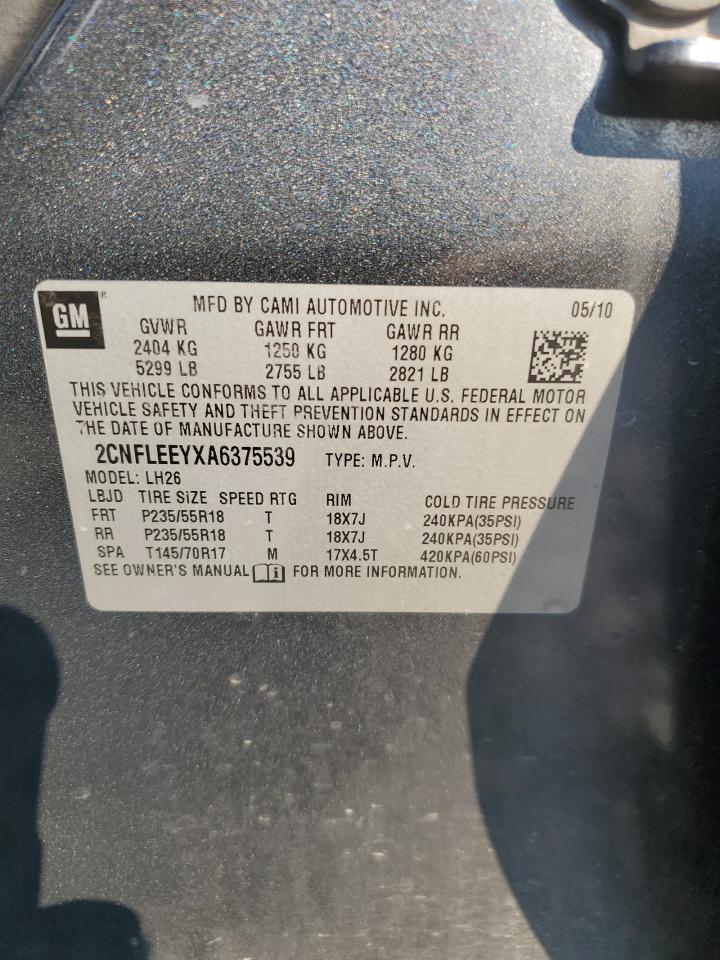 GM ®
MFD BY CAMI AUTOMOTIVE INC. 05/10
GVWR GAWR FRT GAWR RR
2404 KG 1250 KG 1280 KG
5299 LB 2755 LB 2821 LB
THIS VEHICLE CONFORMS TO ALL APPLICABLE U.S. FEDERAL MOTOR
VEHICLE SAFETY AND THEFT PREVENTION STANDARDS IN EFFECT ON
THE DATE OF MANUFACTURE SHOWN ABOVE.
2CNFLEEYXA6375539 TYPE: M.P.V.
MODEL: LH26
LBJD TIRE SIZE SPEED RTG RIM COLD TIRE PRESSURE
FRT P235/55R18 T 18X7J 240KPA(35PSI)
RR P235/55R18 T 18X7J 240KPA(35PSI)
SPA T145/70R17 M 17X4.5T 420KPA(60PSI)
SEE OWNER'S MANUAL i FOR MORE INFORMATION.